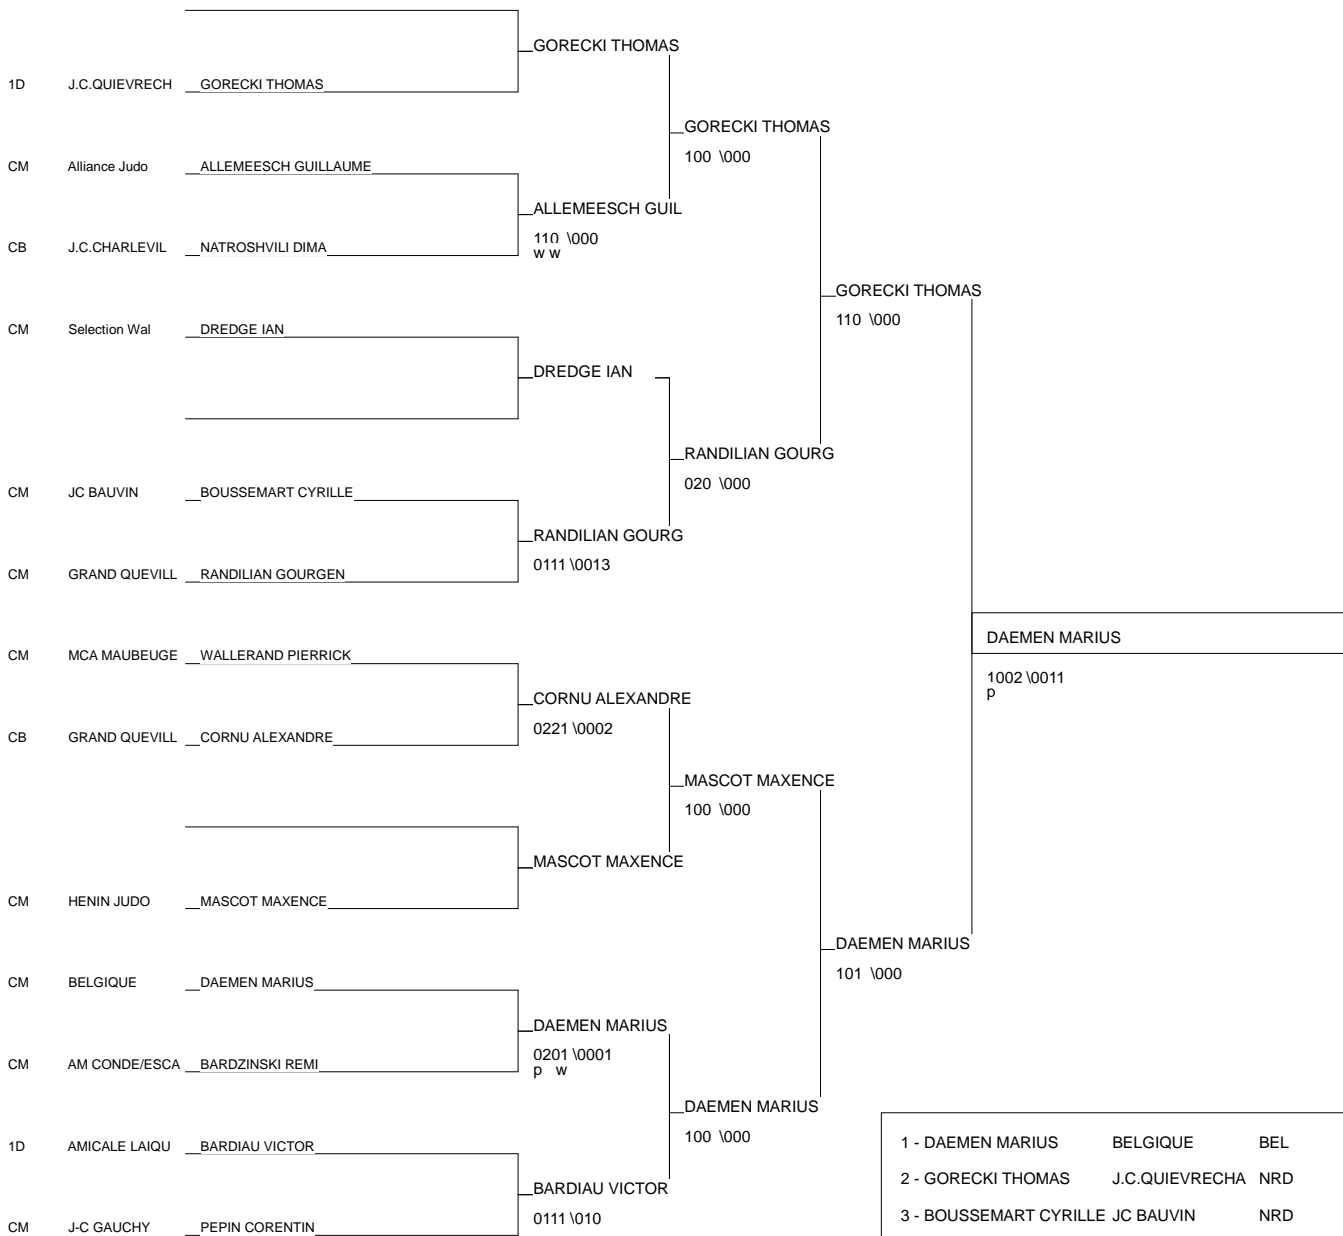 GORECKI THOMAS
1D J.C.QUIEVRECH GORECKI THOMAS
GORECKI THOMAS
100 \000
CM Alliance Judo ALLEMEESCH GUILLAUME
ALLEMEESCH GUIL
110 \000
w w
CB J.C.CHARLEVIL NATROSHVILI DIMA
GORECKI THOMAS
110 \000
CM Selection Wal DREDGE IAN
DREDGE IAN
RANDILIAN GOURG
020 \000
CM JC BAUVIN BOUSSEMART CYRILLE
RANDILIAN GOURG
0111 \0013
CM GRAND QUEVILL RANDILIAN GOURGEN
DAEMEN MARIUS
1002 \0011
p
CM MCA MAUBEUGE WALLERAND PIERRICK
CORNU ALEXANDRE
0221 \0002
CB GRAND QUEVILL CORNU ALEXANDRE
MASCOT MAXENCE
100 \000
MASCOT MAXENCE
CM HENIN JUDO MASCOT MAXENCE
DAEMEN MARIUS
101 \000
CM BELGIQUE DAEMEN MARIUS
DAEMEN MARIUS
0201 \0001
p w
CM AM CONDE/ESCA BARDZINSKI REMI
DAEMEN MARIUS
100 \000
1D AMICALE LAIQU BARDIAU VICTOR
BARDIAU VICTOR
0111 \010
CM J-C GAUCHY PEPIN CORENTIN
1 - DAEMEN MARIUS BELGIQUE BEL
2 - GORECKI THOMAS J.C.QUIEVRECHA NRD
3 - BOUSSEMART CYRILLE JC BAUVIN NRD